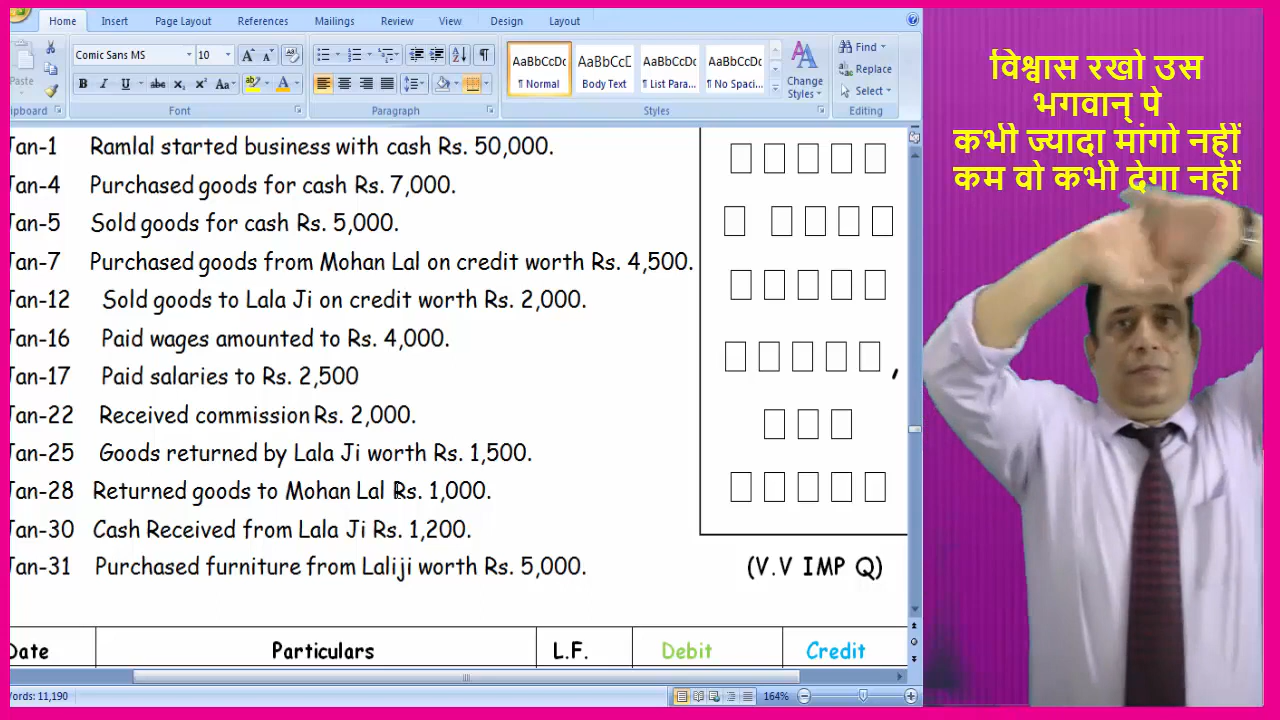 Home Insert Page Layout References Mailings Review View Design Layout
Comic Sans MS 10
Find
Replace
Select
Paste
B I U abc x₂ x² Aa A
AaBbCcDc AaBbCcD AaBbCcDc AaBbCcDc
¶ Normal Body Text ¶ List Para... ¶ No Spaci...
Change
Styles
lipboard Font Paragraph Styles Editing
Jan-1 Ramlal started business with cash Rs. 50,000.
Jan-4 Purchased goods for cash Rs. 7,000.
Jan-5 Sold goods for cash Rs. 5,000.
Jan-7 Purchased goods from Mohan Lal on credit worth Rs. 4,500.
Jan-12 Sold goods to Lala Ji on credit worth Rs. 2,000.
Jan-16 Paid wages amounted to Rs. 4,000.
Jan-17 Paid salaries to Rs. 2,500
Jan-22 Received commission Rs. 2,000.
Jan-25 Goods returned by Lala Ji worth Rs. 1,500.
Jan-28 Returned goods to Mohan Lal Rs. 1,000.
Jan-30 Cash Received from Lala Ji Rs. 1,200.
Jan-31 Purchased furniture from Laliji worth Rs. 5,000.
(V.V IMP Q)
Date Particulars L.F. Debit Credit
Words: 11,190
164%
विश्वास रखो उस
भगवान् पे
कभी ज्यादा मांगो नहीं
कम वो कभी देगा नहीं